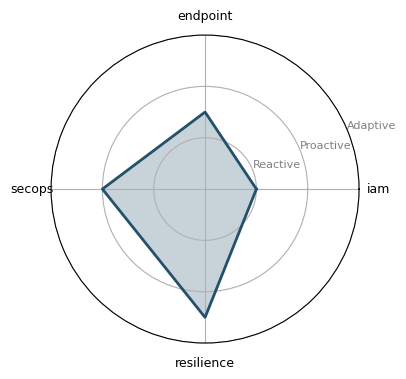 endpoint
Adaptive
Proactive
Reactive
secops
iam
resilience